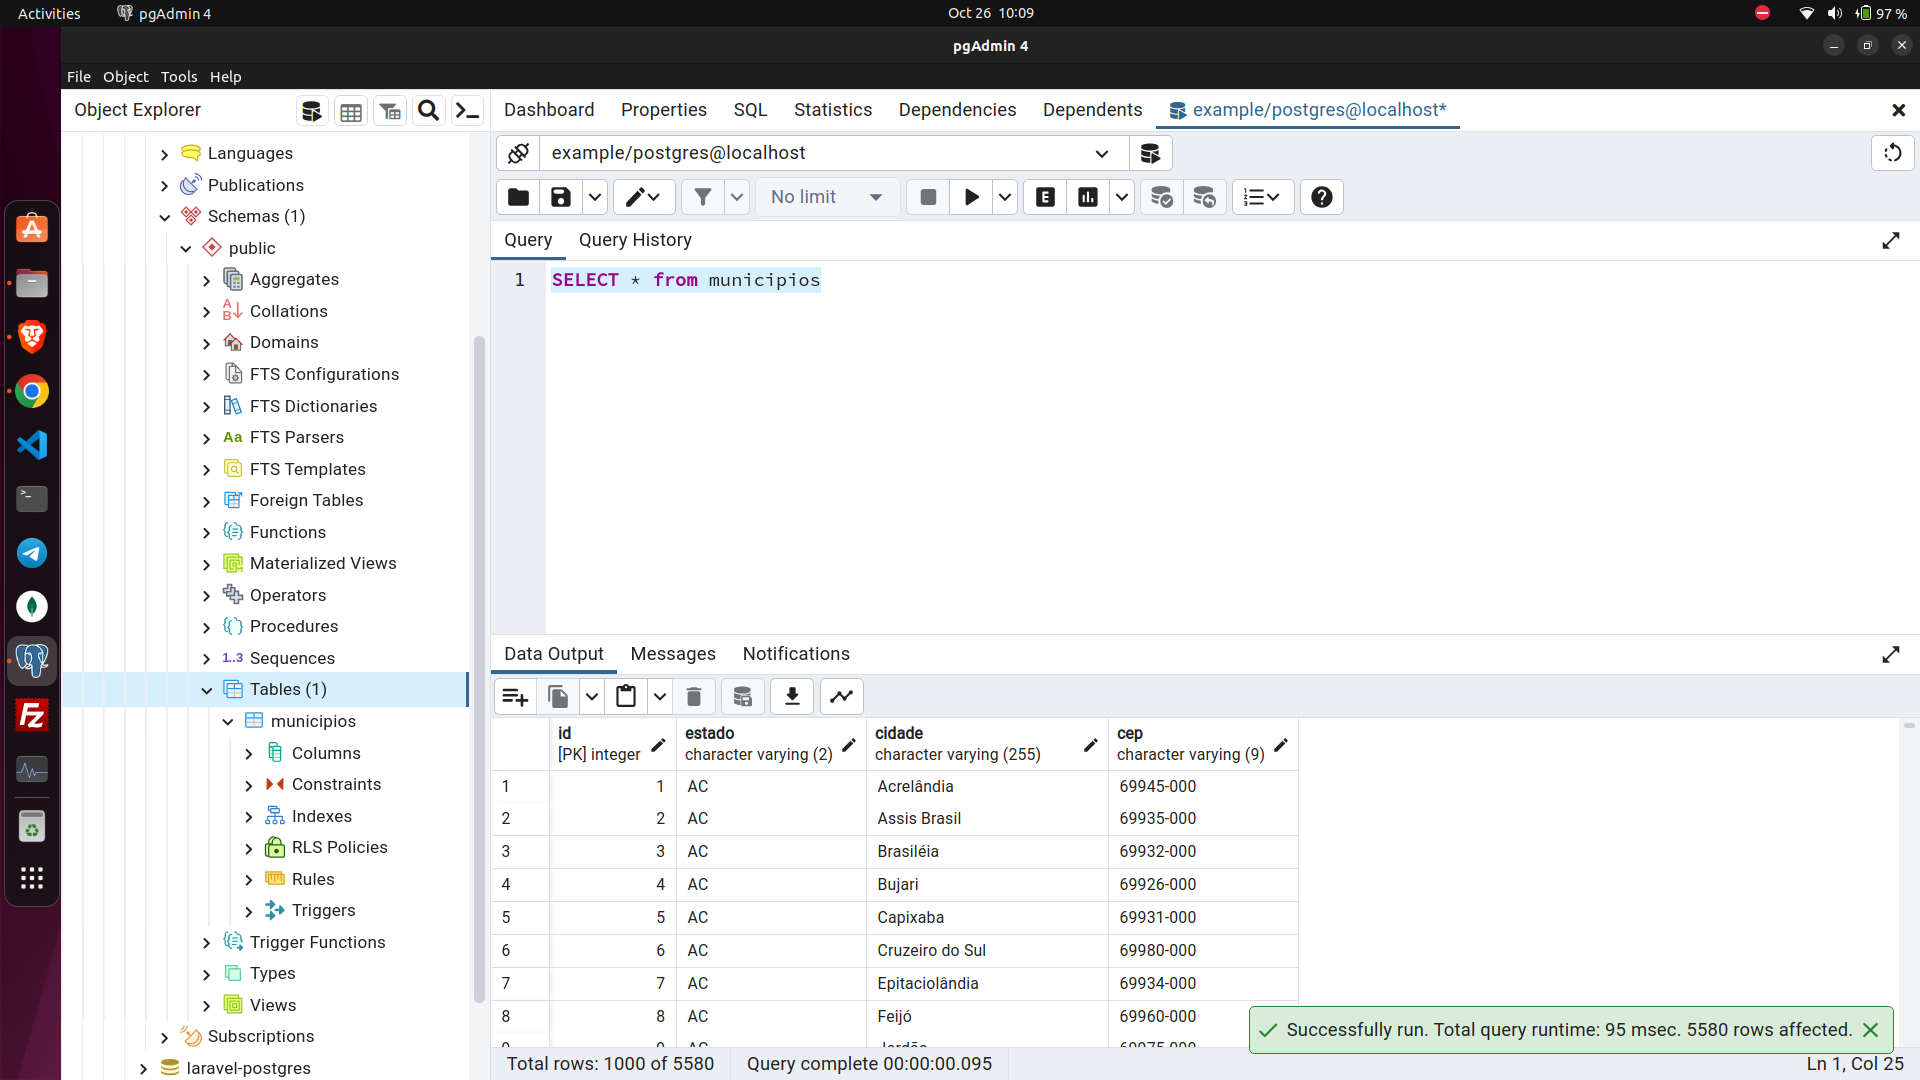 Activities pgAdmin 4 Oct 26 10:09 97 %
pgAdmin 4
File Object Tools Help
Object Explorer
Dashboard Properties SQL Statistics Dependencies Dependents example/postgres@localhost*
Languages
Publications
Schemas (1)
public
Aggregates
Collations
Domains
FTS Configurations
FTS Dictionaries
Aa FTS Parsers
FTS Templates
Foreign Tables
Functions
Materialized Views
Operators
Procedures
1..3 Sequences
Tables (1)
municipios
Columns
Constraints
Indexes
RLS Policies
Rules
Triggers
Trigger Functions
Types
Views
Subscriptions
laravel-postgres
example/postgres@localhost
No limit
E
Query Query History
1 SELECT * from municipios
Data Output Messages Notifications
id estado cidade cep
[PK] integer character varying (2) character varying (255) character varying (9)
1 1 AC Acrelândia 69945-000
2 2 AC Assis Brasil 69935-000
3 3 AC Brasiléia 69932-000
4 4 AC Bujari 69926-000
5 5 AC Capixaba 69931-000
6 6 AC Cruzeiro do Sul 69980-000
7 7 AC Epitaciolândia 69934-000
8 8 AC Feijó 69960-000
Successfully run. Total query runtime: 95 msec. 5580 rows affected.
Total rows: 1000 of 5580 Query complete 00:00:00.095 Ln 1, Col 25